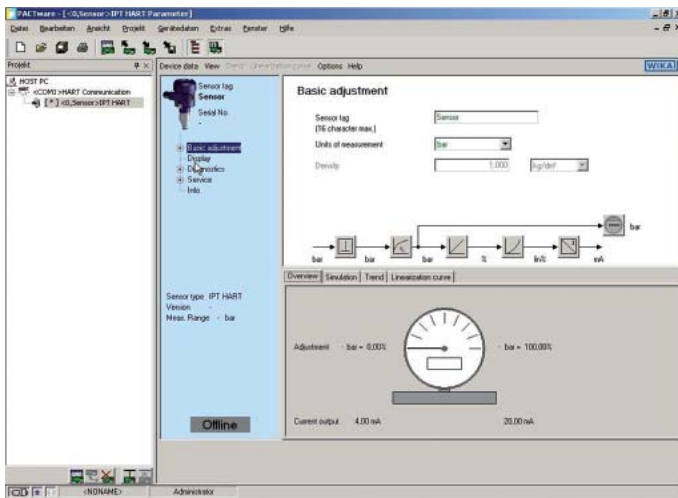 PACTware - [<0,Sensor>IPT HART Parameter]
Datei Bearbeiten Ansicht Projekt Gerätedaten Extras Fenster Hilfe
Projekt
Device data View Options Help
WIKA
HOST PC
<COM1>HART Communication
[*] <0,Sensor>IPT HART
Sensor tag
Sensor
Serial No.
-
Basic adjustment
Display
Diagnostics
Service
Info
Sensor type IPT HART
Version -
Meas. Range - bar
Offline
Basic adjustment
Sensor tag
(16 character max.)
Sensor
Units of measurement
bar
Density
1,000
kg/dm³
bar
bar bar bar % lin% mA
Overview Simulation Trend Linearization curve
Adjustment - bar = 0.00%
- bar = 100.00%
Current output 4.00 mA
20.00 mA
<NONAME>
Administrator